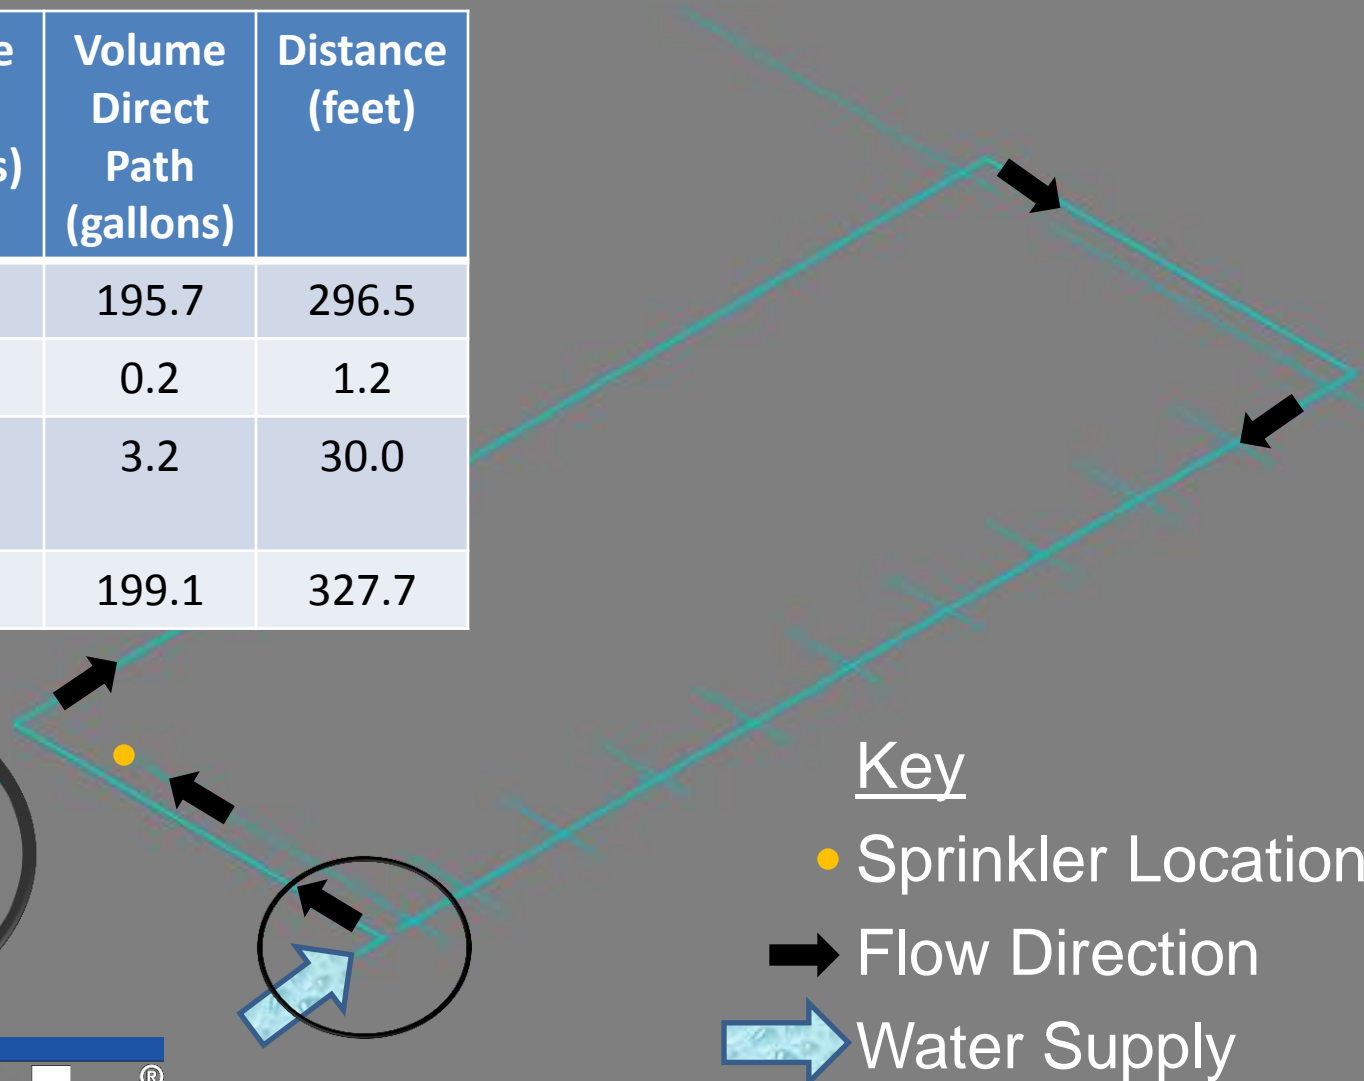 e
Volume
Direct
Path
(gallons)
Distance
(feet)
s)
195.7 296.5
0.2 1.2
3.2 30.0
199.1 327.7
Key
Sprinkler Location
Flow Direction
Water Supply
®